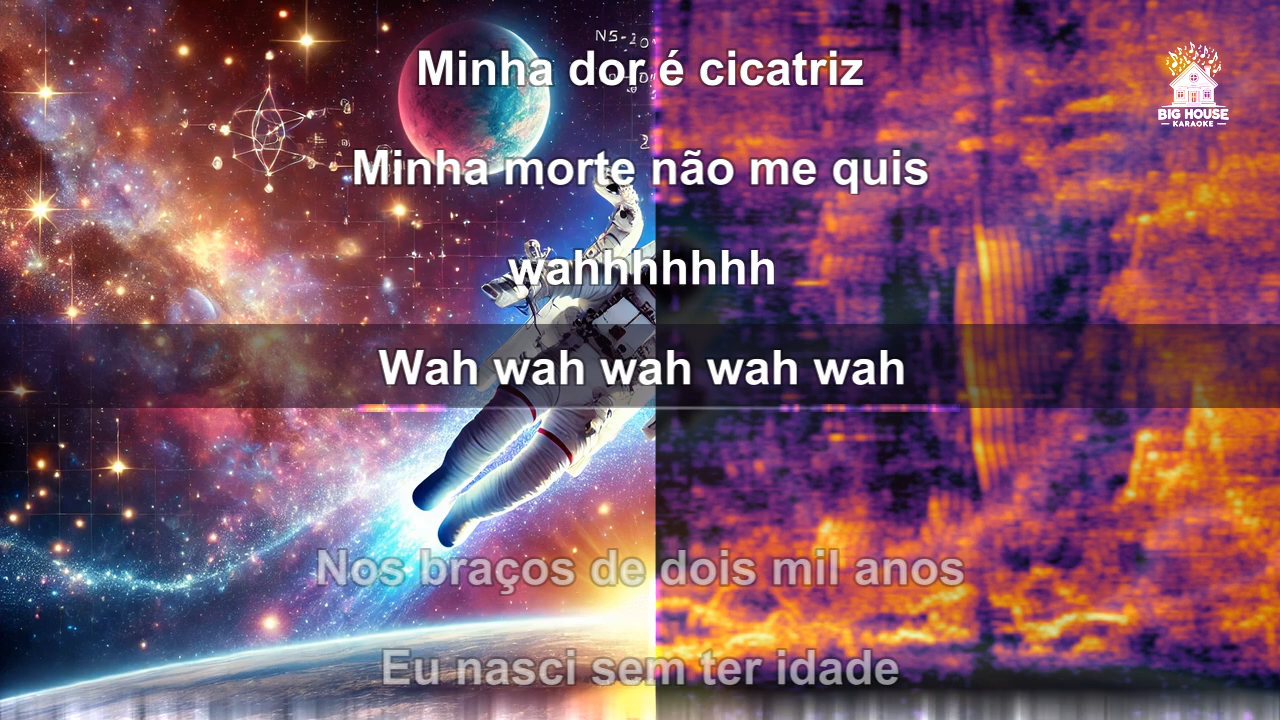 Minha dor é cicatriz
Minha morte não me quis
wahhhhhhh
Wah wah wah wah wah
Nos braços de dois mil anos
Eu nasci sem ter idade
BIG HOUSE
KARAOKE